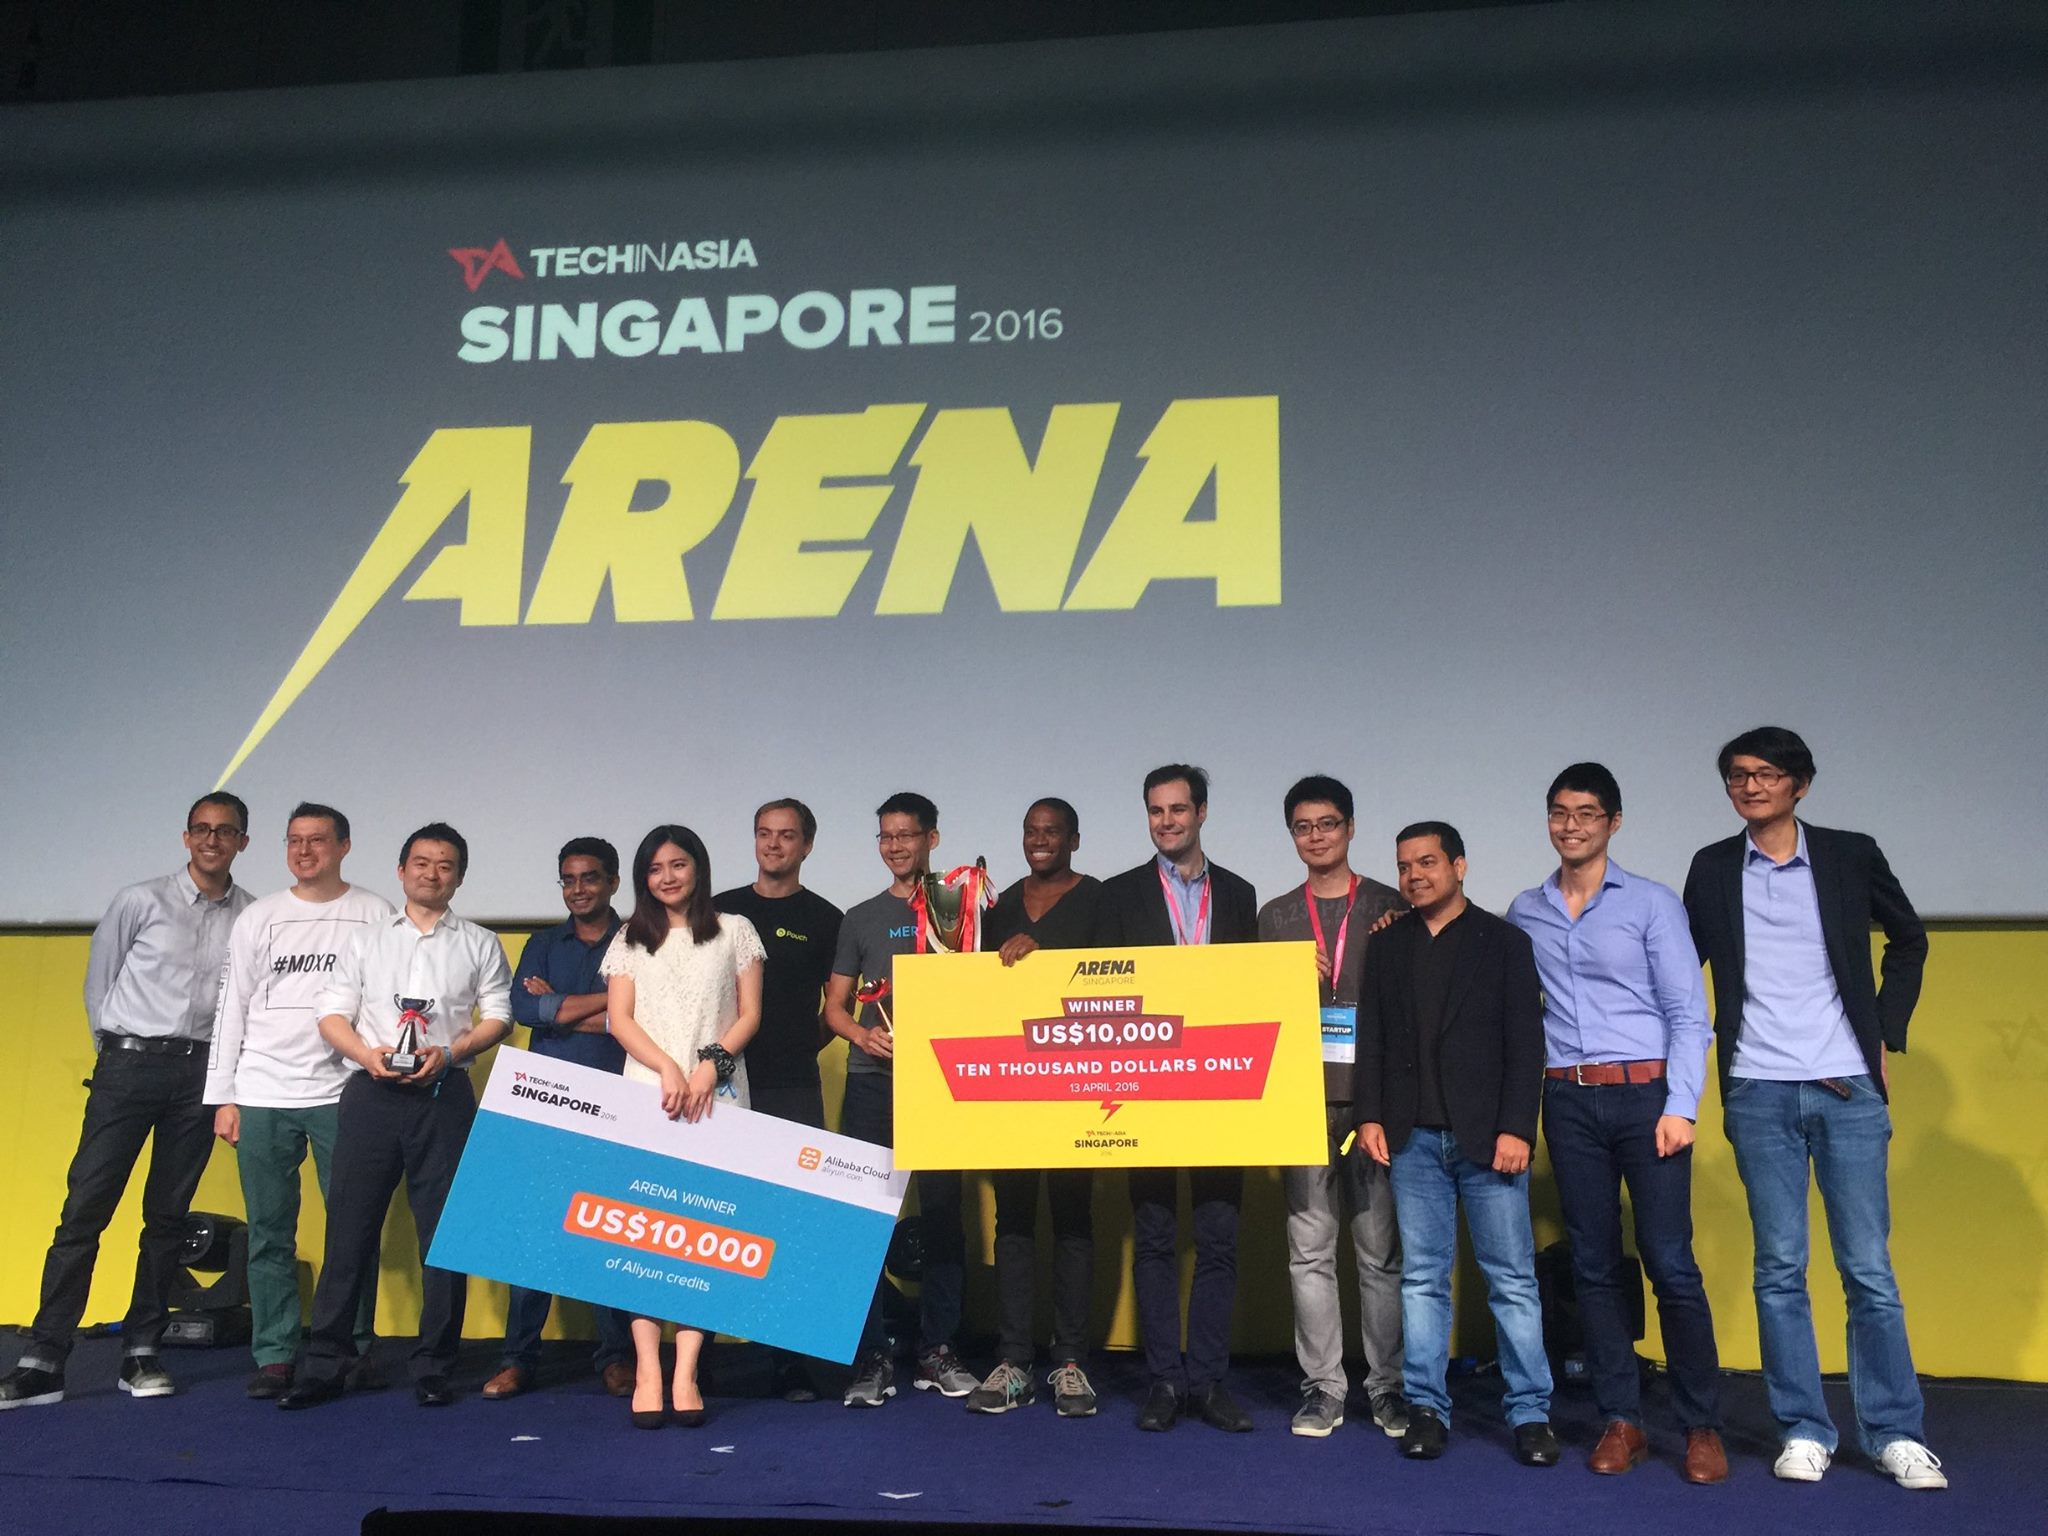 TECHINASIA
SINGAPORE 2016
ARENA
#MOXR
Pouch
MER
STARTUP
TECHINASIA
SINGAPORE 2016
Alibaba Cloud
aliyun.com
ARENA WINNER
US$10,000
of Aliyun credits
ARENA
SINGAPORE
WINNER
US$10,000
TEN THOUSAND DOLLARS ONLY
13 APRIL 2016
TECHINASIA
SINGAPORE
2016